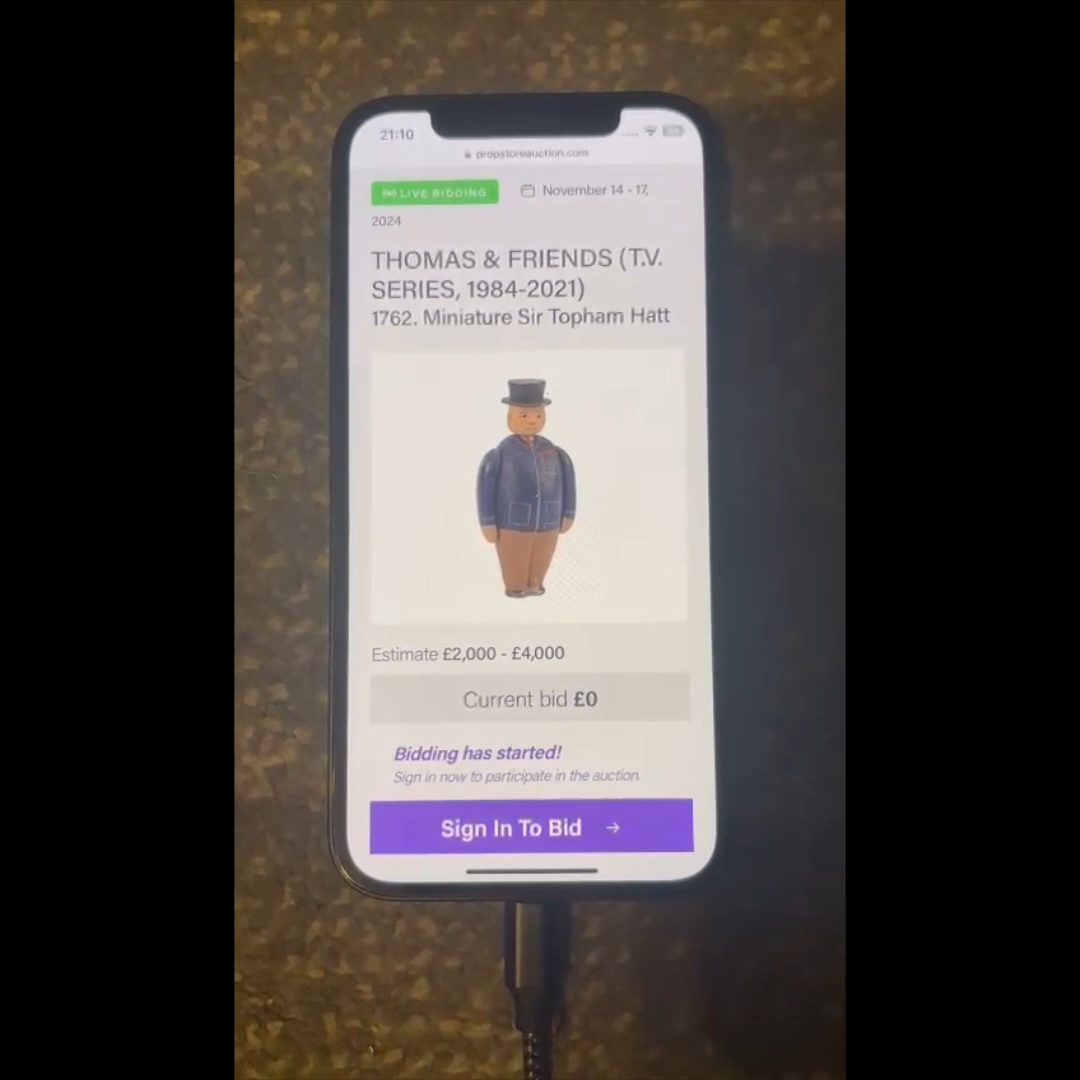 21:10
propstoreauction.com
LIVE BIDDING
November 14 - 17,
2024
THOMAS & FRIENDS (T.V.
SERIES, 1984-2021)
1762. Miniature Sir Topham Hatt
Estimate £2,000 - £4,000
Current bid £0
Bidding has started!
Sign in now to participate in the auction.
Sign In To Bid →